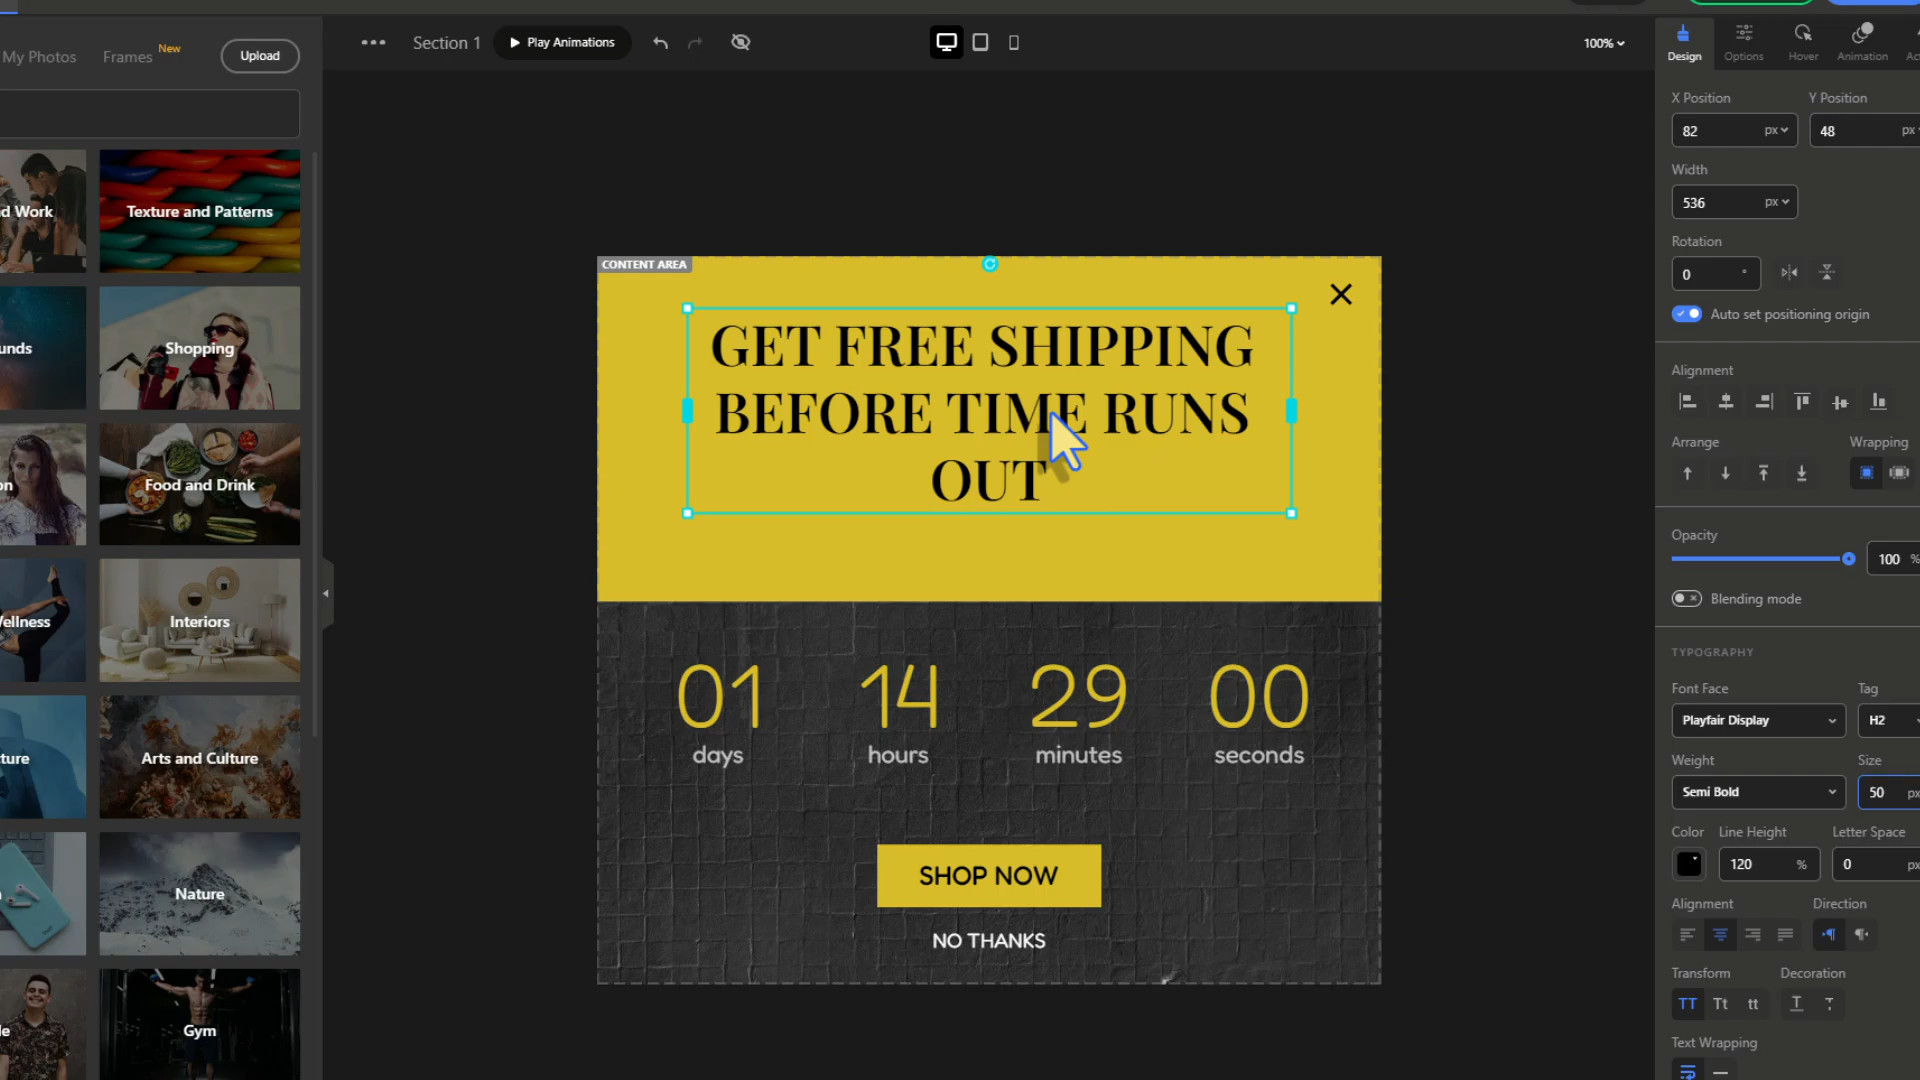 My Photos
Frames
New
Upload
Section 1
Play Animations
100%
Design
Options
Hover
Animation
X Position
Y Position
82
px
48
px
Width
536
px
Rotation
0
°
Auto set positioning origin
Alignment
Arrange
Wrapping
Opacity
100
%
Blending mode
TYPOGRAPHY
Font Face
Tag
Playfair Display
H2
Weight
Size
Semi Bold
50
px
Color
Line Height
Letter Space
120
%
0
px
Alignment
Direction
Transform
Decoration
TT
Tt
tt
T
T
Text Wrapping
d Work
Texture and Patterns
unds
Shopping
on
Food and Drink
Vellness
Interiors
ture
Arts and Culture
Nature
le
Gym
CONTENT AREA
GET FREE SHIPPING
BEFORE TIME RUNS
OUT
01 14 29 00
days hours minutes seconds
SHOP NOW
NO THANKS